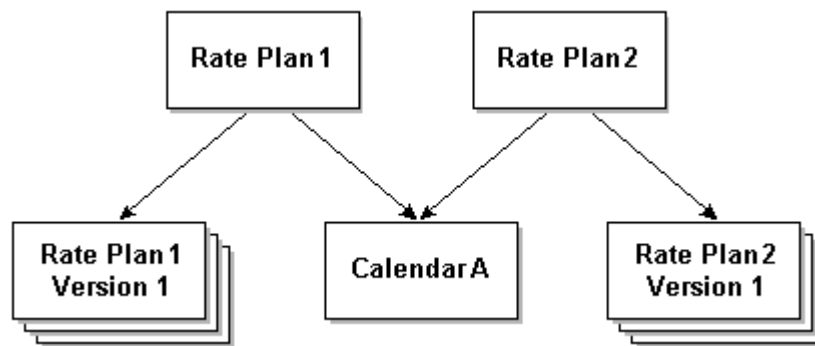 Rate Plan 1
Rate Plan 2
Rate Plan 1
Version 1
Calendar A
Rate Plan 2
Version 1